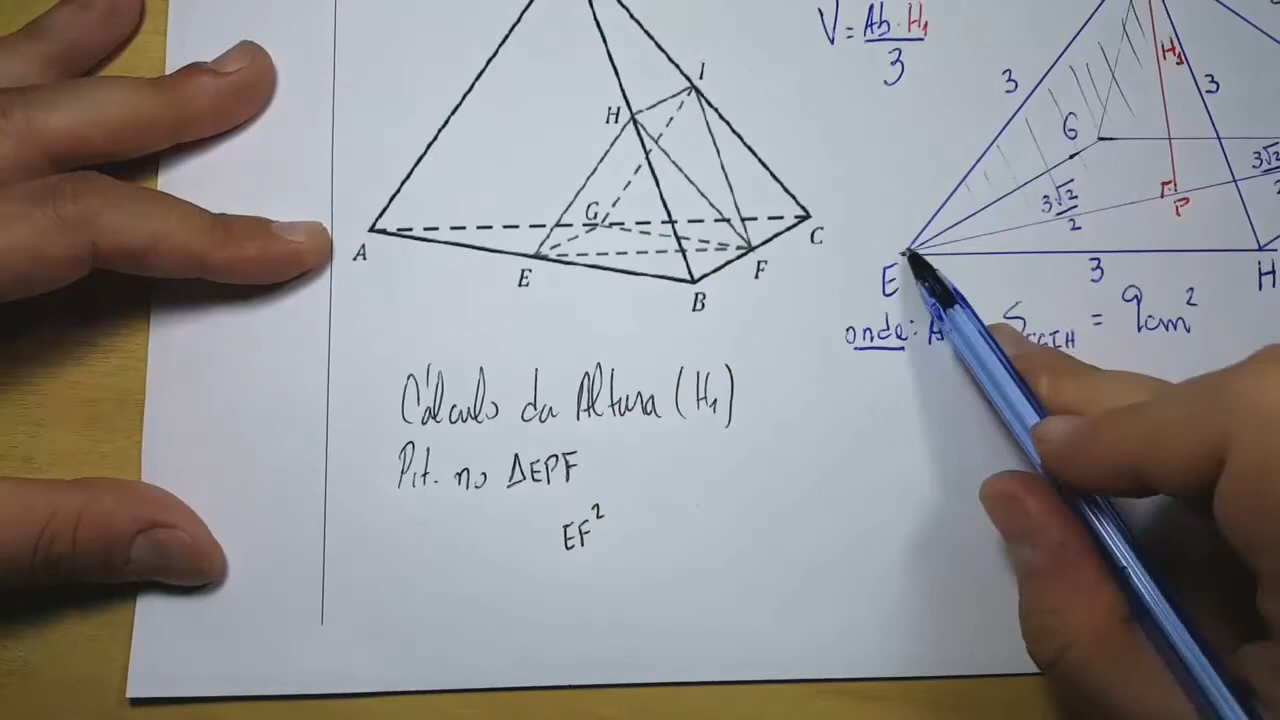 V = Ab · H₁ / 3
I
H
G
A
E
F
C
B
3
H₁
3
G
3√2 / 2
3√2
P
E
3
H
onde: A
= 9cm²
Cálculo da Altura (H₁)
Pit. no ΔEPF
EF²